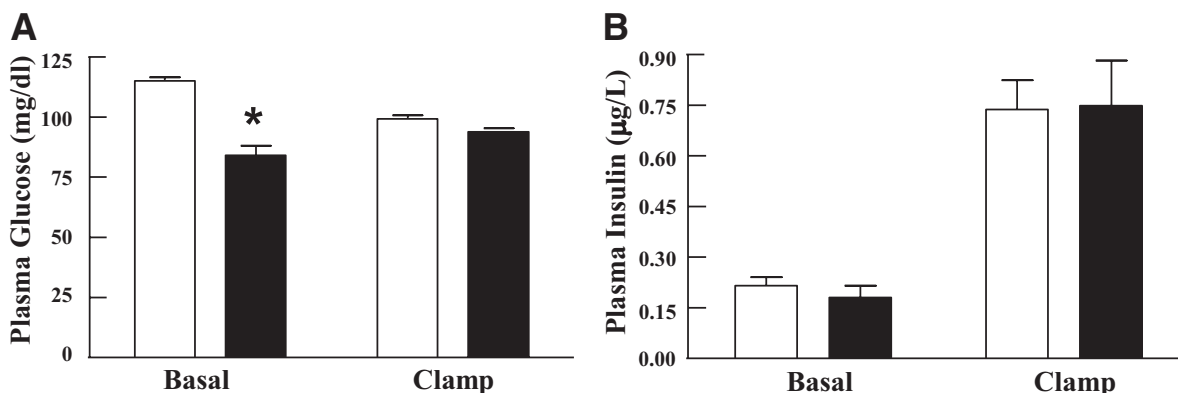 A
Plasma Glucose (mg/dl)
125
100
75
50
25
0
*
Basal
Clamp
B
Plasma Insulin (µg/L)
0.90
0.75
0.60
0.45
0.30
0.15
0.00
Basal
Clamp